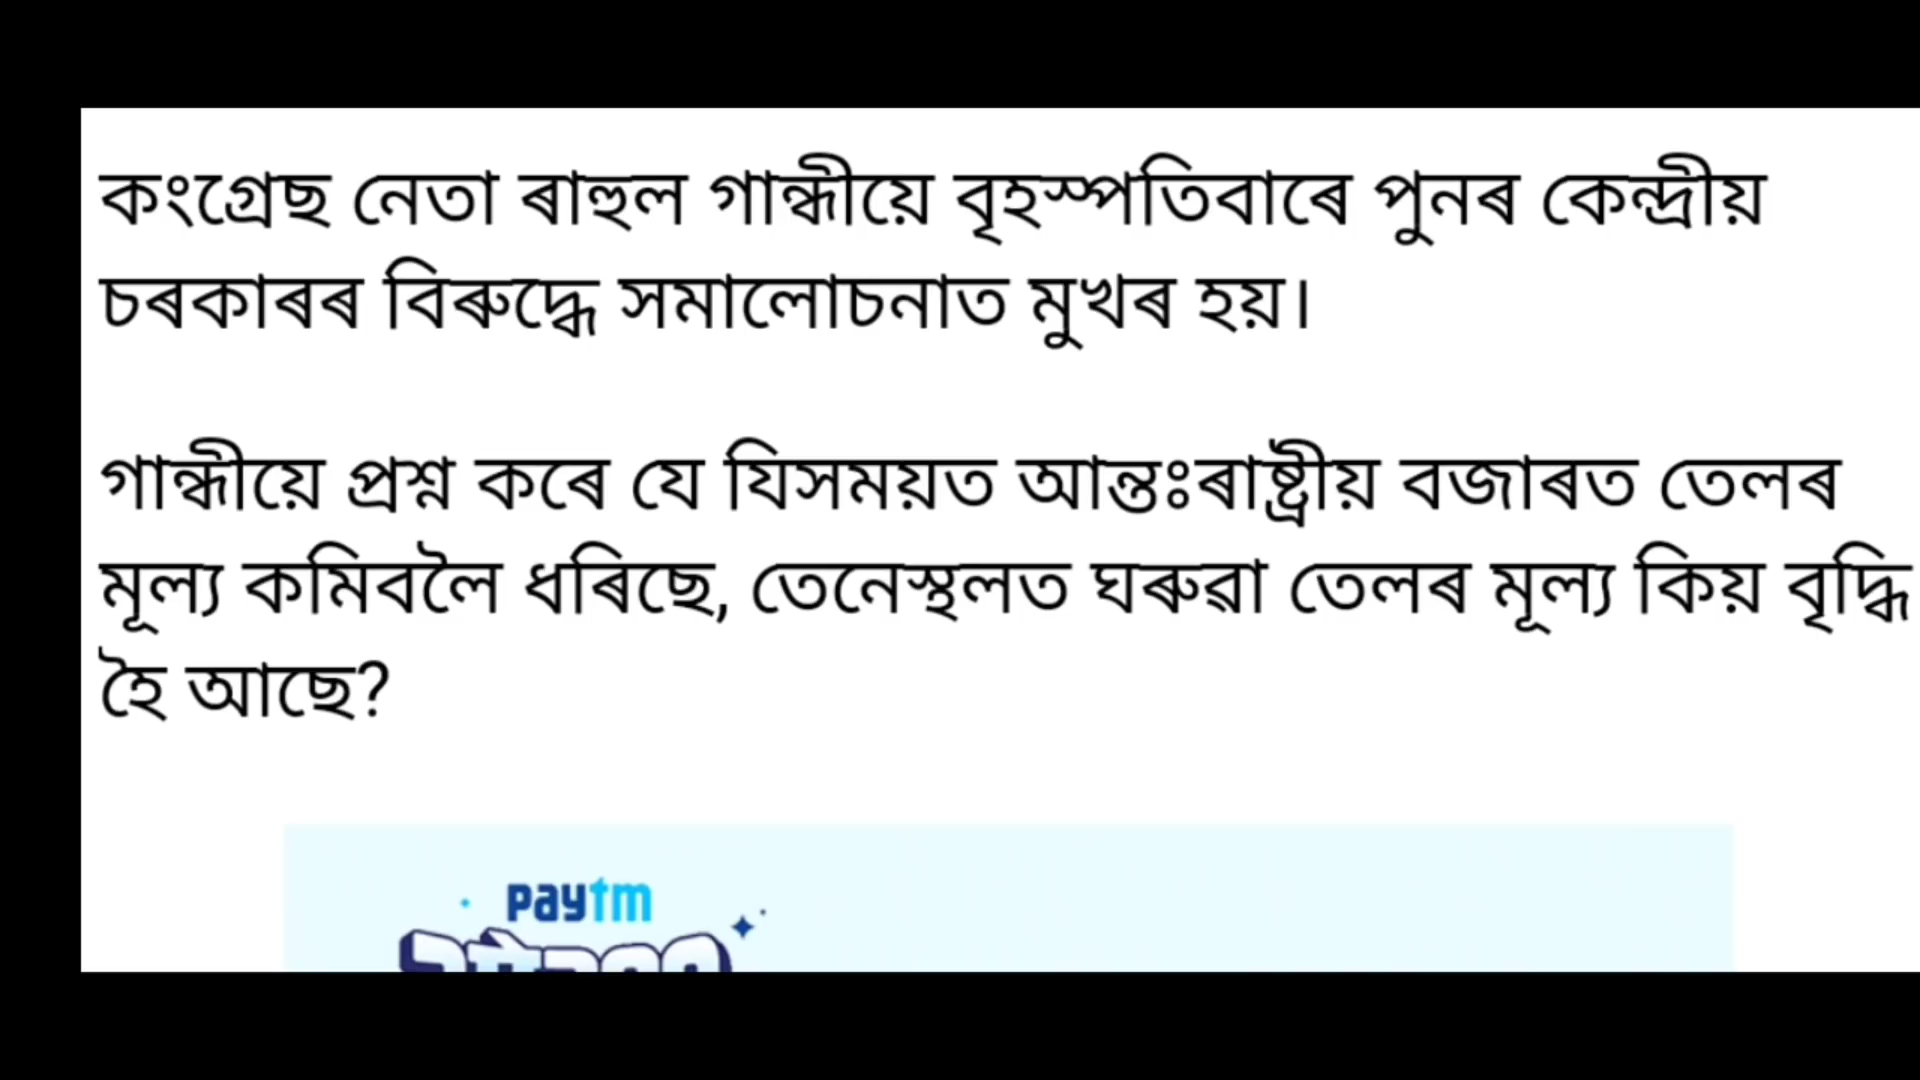 কংগ্ৰেছ নেতা ৰাহুল গান্ধীয়ে বৃহস্পতিবাৰে পুনৰ কেন্দ্ৰীয়
চৰকাৰৰ বিৰুদ্ধে সমালোচনাত মুখৰ হয়।
গান্ধীয়ে প্ৰশ্ন কৰে যে যিসময়ত আন্তঃৰাষ্ট্ৰীয় বজাৰত তেলৰ
মূল্য কমিবলৈ ধৰিছে, তেনেস্থলত ঘৰুৱা তেলৰ মূল্য কিয় বৃদ্ধি
হৈ আছে?
paytm